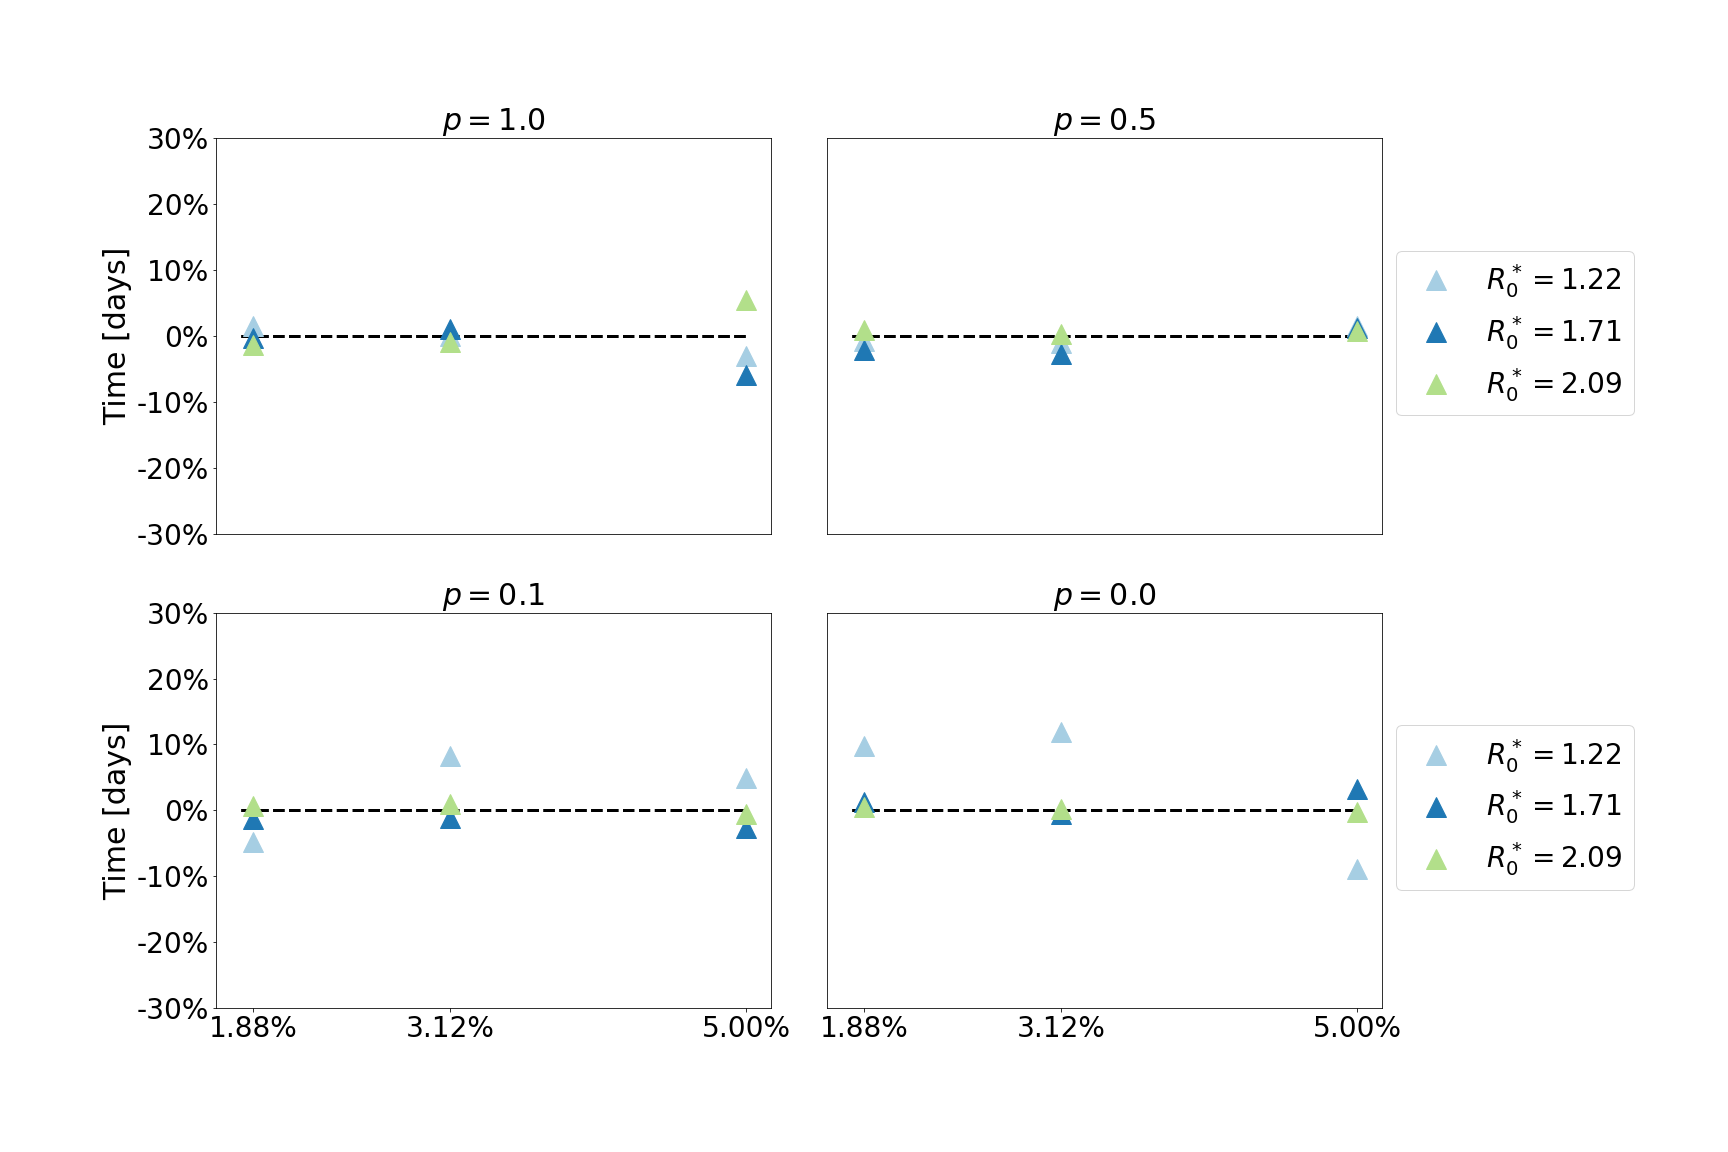 p = 1.0
p = 0.5
30%
20%
10%
0%
-10%
-20%
-30%
Time [days]
R₀* = 1.22
R₀* = 1.71
R₀* = 2.09
p = 0.1
p = 0.0
30%
20%
10%
0%
-10%
-20%
-30%
Time [days]
R₀* = 1.22
R₀* = 1.71
R₀* = 2.09
1.88% 3.12% 5.00%
1.88% 3.12% 5.00%